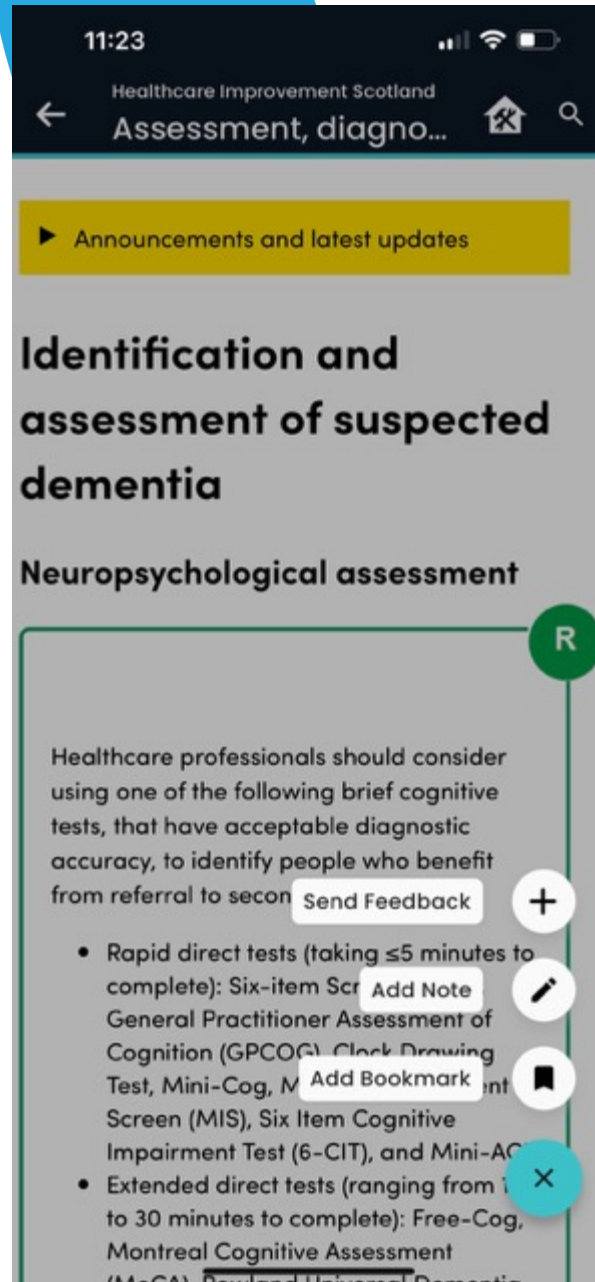 11:23
Healthcare Improvement Scotland
Assessment, diagno...
Announcements and latest updates
Identification and
assessment of suspected
dementia
Neuropsychological assessment
R
Healthcare professionals should consider
using one of the following brief cognitive
tests, that have acceptable diagnostic
accuracy, to identify people who benefit
from referral to secon
Send Feedback
Rapid direct tests (taking ≤5 minutes to
complete): Six-item Scr
Add Note
General Practitioner Assessment of
Cognition (GPCOG), Clock Drawing
Test, Mini-Cog, M
Add Bookmark
ent
Screen (MIS), Six Item Cognitive
Impairment Test (6-CIT), and Mini-AC
Extended direct tests (ranging from
to 30 minutes to complete): Free-Cog,
Montreal Cognitive Assessment
(MoCA), Rowland Universal Dementia